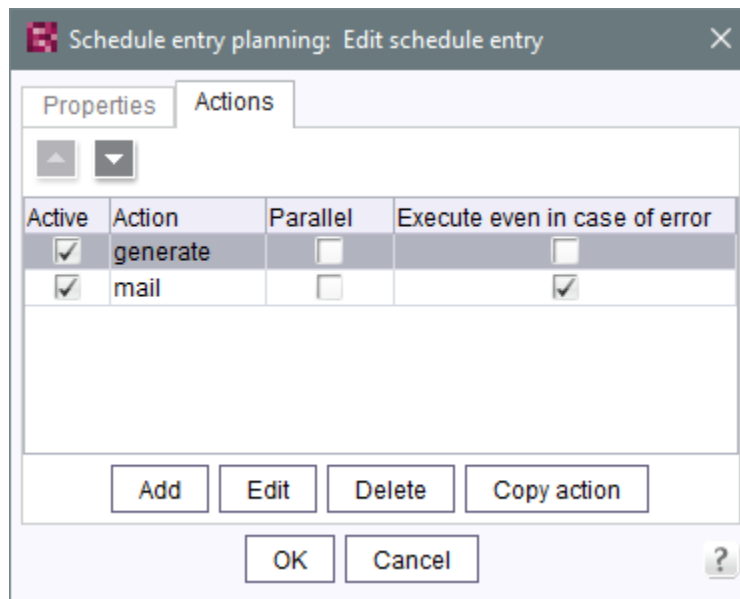 Schedule entry planning: Edit schedule entry
Properties Actions
Active Action Parallel Execute even in case of error
generate
mail
Add Edit Delete Copy action
OK Cancel ?